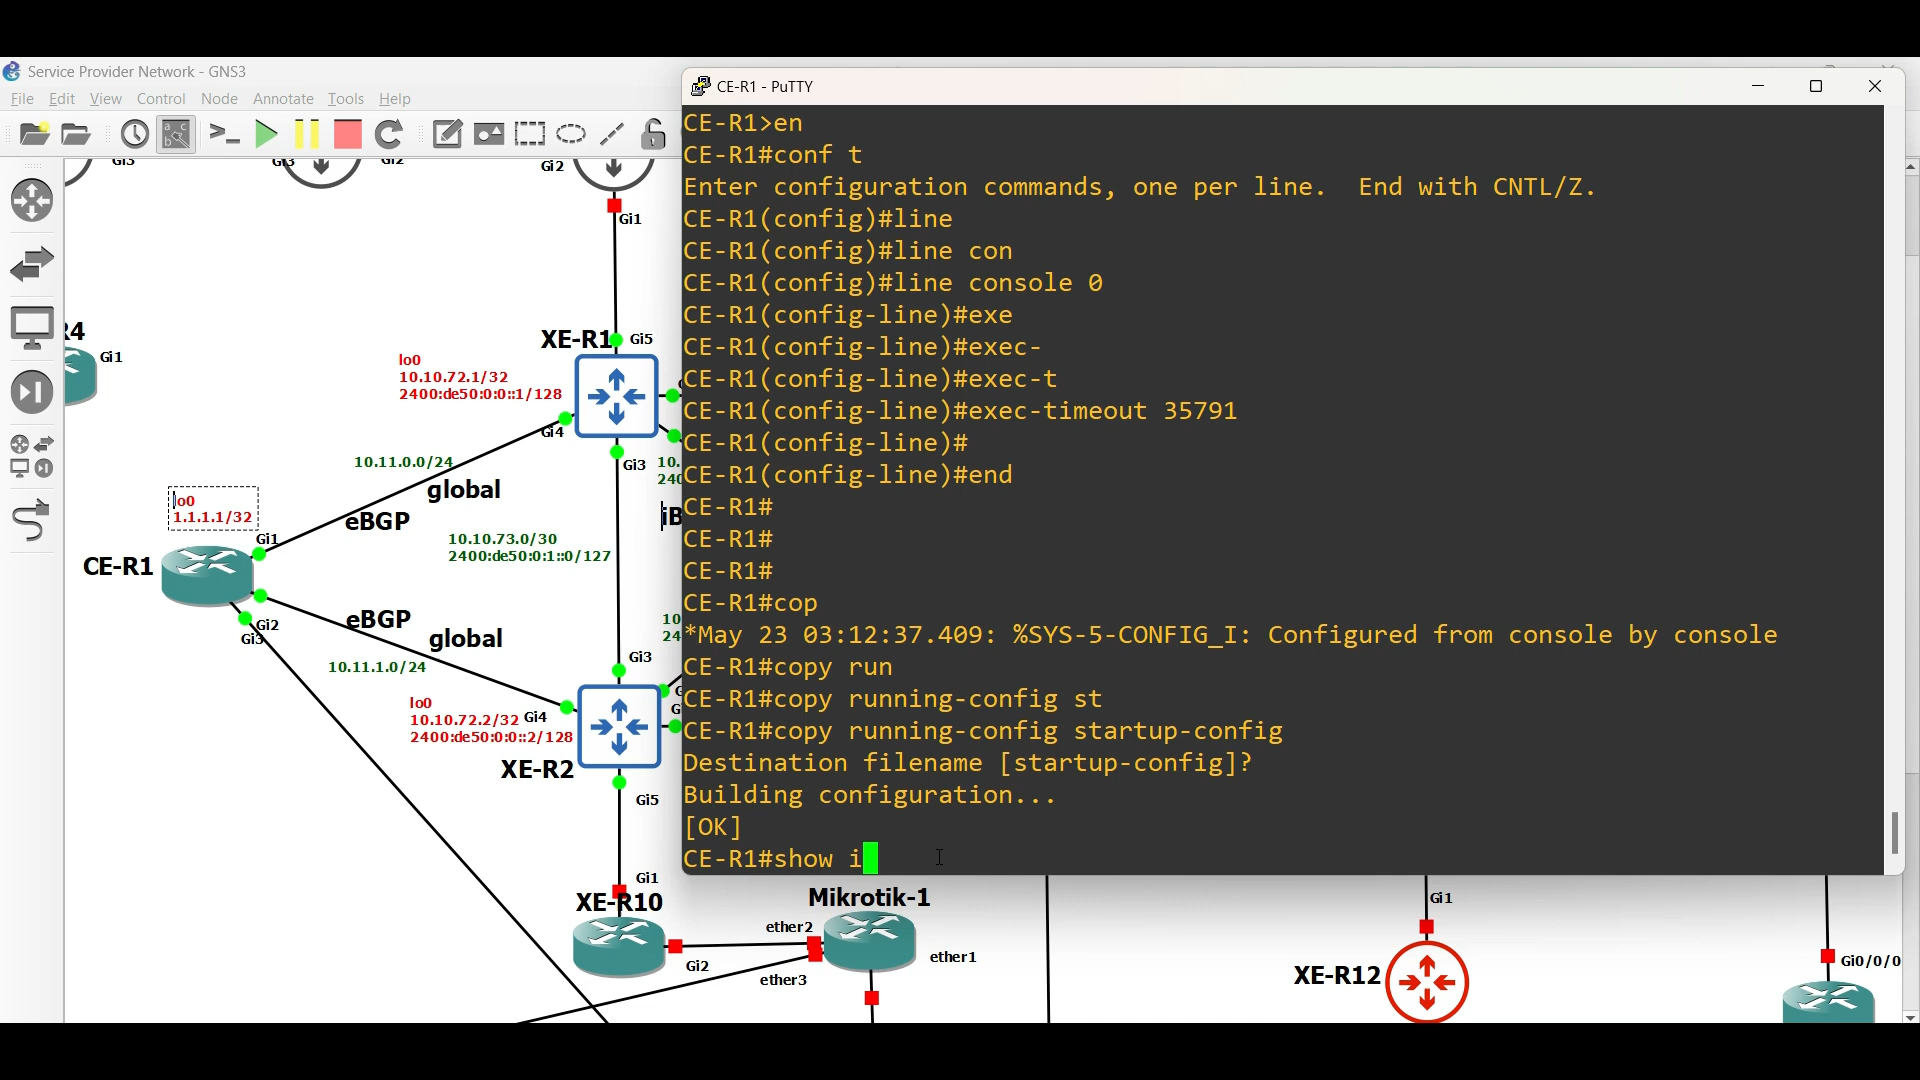 Service Provider Network - GNS3
File Edit View Control Node Annotate Tools Help
CE-R1 - PuTTY
CE-R1>en
CE-R1#conf t
Enter configuration commands, one per line.  End with CNTL/Z.
CE-R1(config)#line
CE-R1(config)#line con
CE-R1(config)#line console 0
CE-R1(config-line)#exe
CE-R1(config-line)#exec-
CE-R1(config-line)#exec-t
CE-R1(config-line)#exec-timeout 35791
CE-R1(config-line)#
CE-R1(config-line)#end
CE-R1#
CE-R1#
CE-R1#
CE-R1#cop
*May 23 03:12:37.409: %SYS-5-CONFIG_I: Configured from console by console
CE-R1#copy run
CE-R1#copy running-config st
CE-R1#copy running-config startup-config
Destination filename [startup-config]?
Building configuration...
[OK]
CE-R1#show i
Gi3
Gi3
Gi2
Gi2
Gi1
R4
Gi1
XE-R1
Gi5
lo0
10.10.72.1/32
2400:de50:0:0::1/128
Gi4
Gi3
10.11.0.0/24
global
eBGP
lo0
1.1.1.1/32
Gi1
10.10.73.0/30
2400:de50:0:1::0/127
10.
240
iB
CE-R1
eBGP
global
Gi2
Gi3
10.11.1.0/24
10
24
Gi3
lo0
10.10.72.2/32
2400:de50:0:0::2/128
Gi4
XE-R2
Gi5
Gi1
XE-R10
Gi2
Mikrotik-1
ether2
ether1
ether3
Gi1
XE-R12
Gi0/0/0